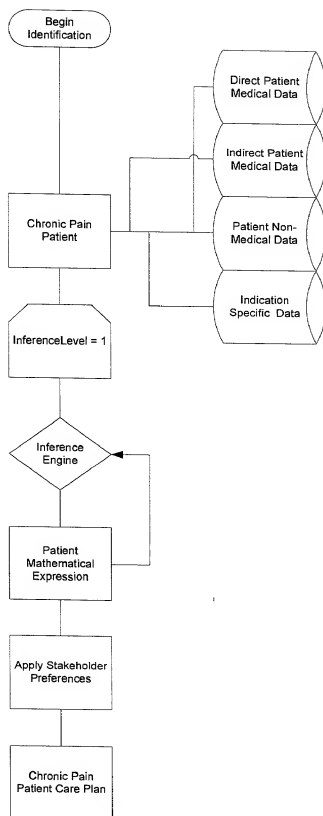 Begin
Identification
Direct Patient
Medical Data
Indirect Patient
Medical Data
Chronic Pain
Patient
Patient Non-
Medical Data
Indication
Specific Data
InferenceLevel = 1
Inference
Engine
Patient
Mathematical
Expression
Apply Stakeholder
Preferences
Chronic Pain
Patient Care Plan